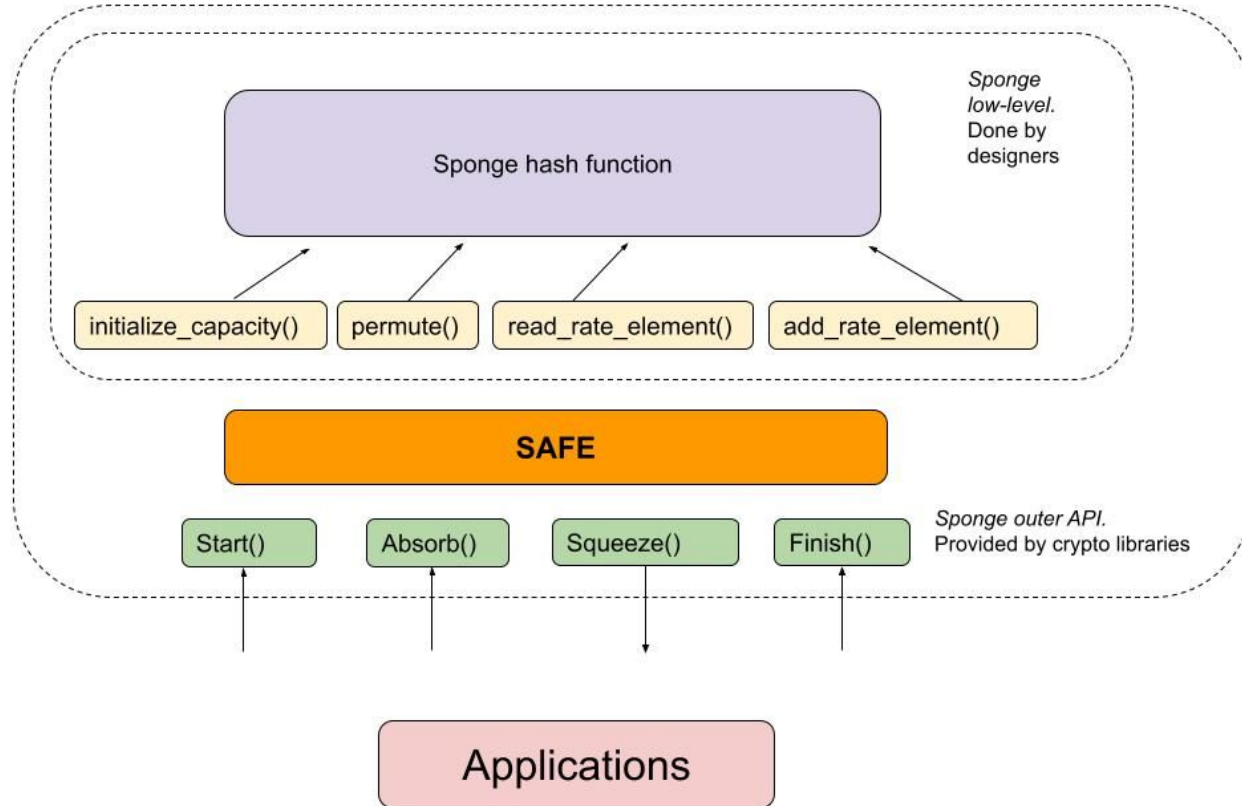 Sponge
low-level.
Done by
designers
Sponge hash function
initialize_capacity()
permute()
read_rate_element()
add_rate_element()
SAFE
Start()
Absorb()
Squeeze()
Finish()
Sponge outer API.
Provided by crypto libraries
Applications